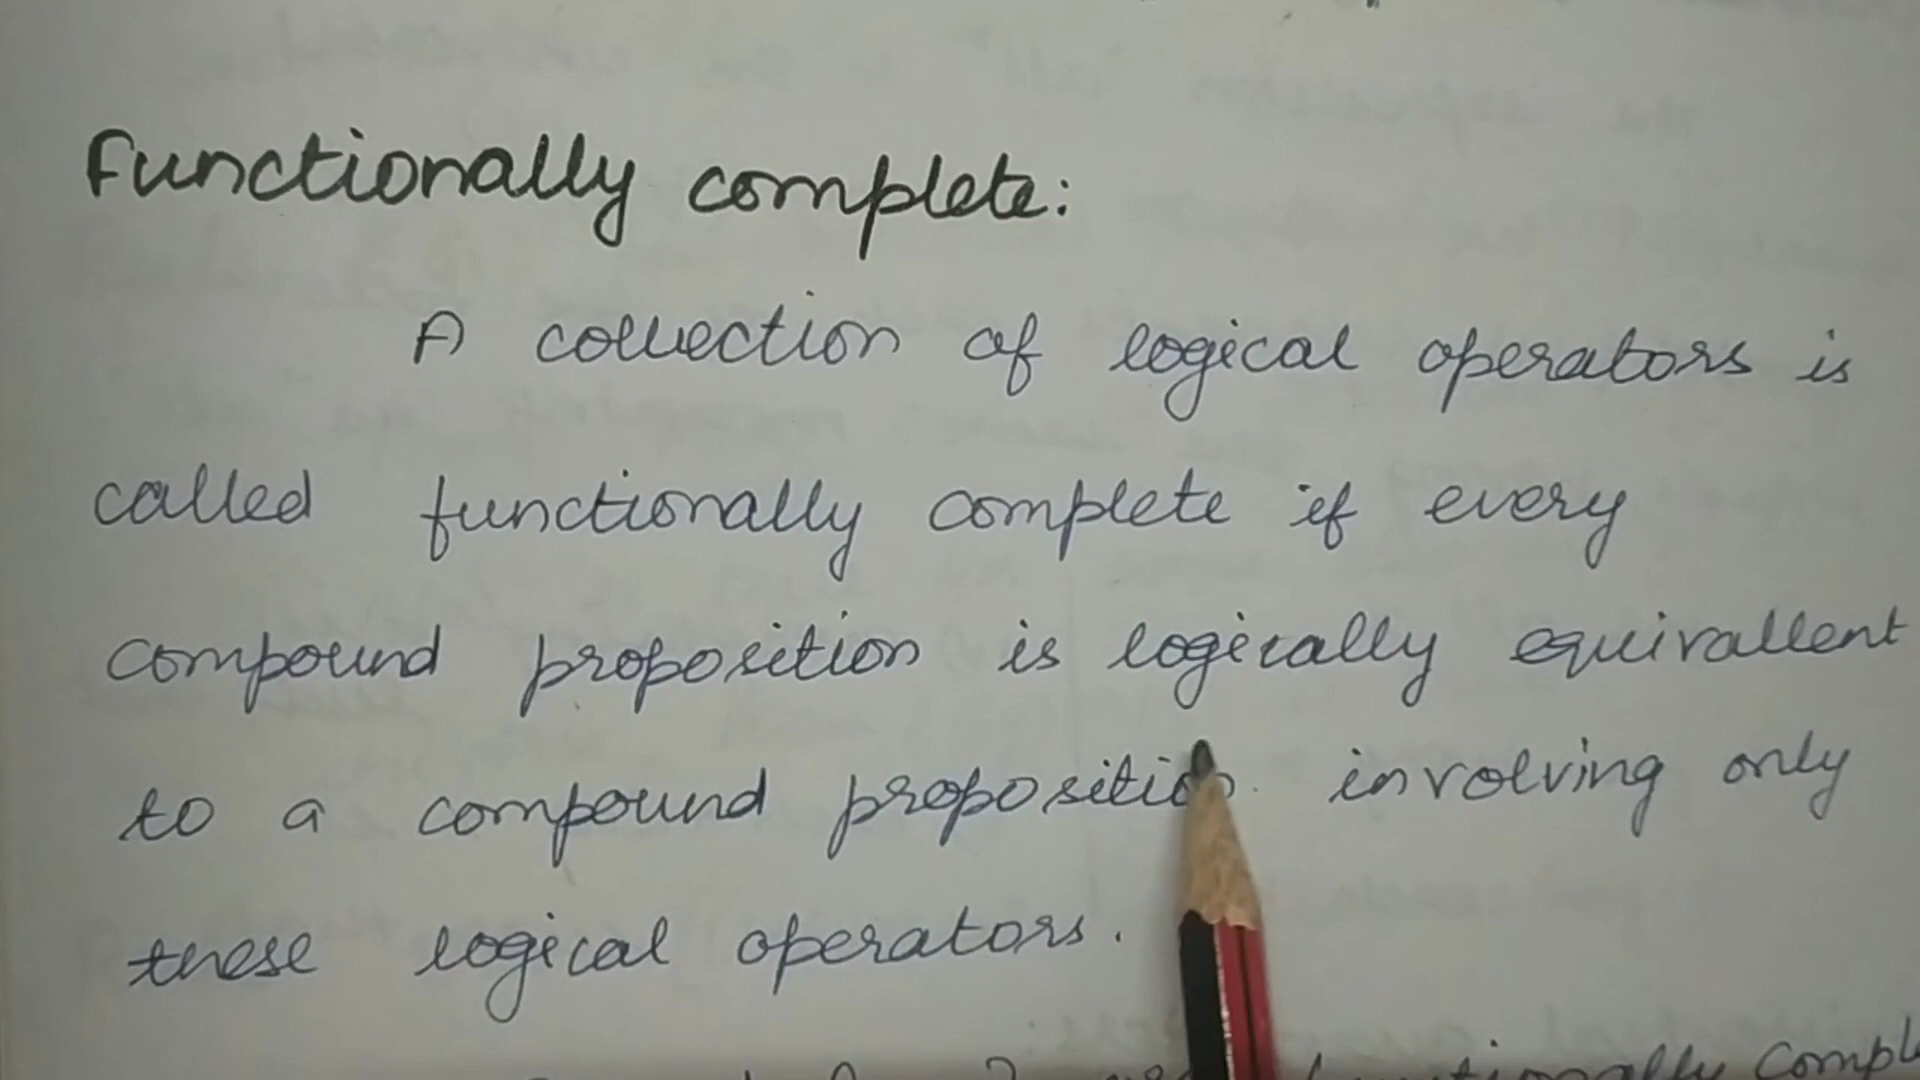 Functionally complete:
A collection of logical operators is
called functionally complete if every
compound proposition is logically equivallent
to a compound proposition involving only
these logical operators.
functionally